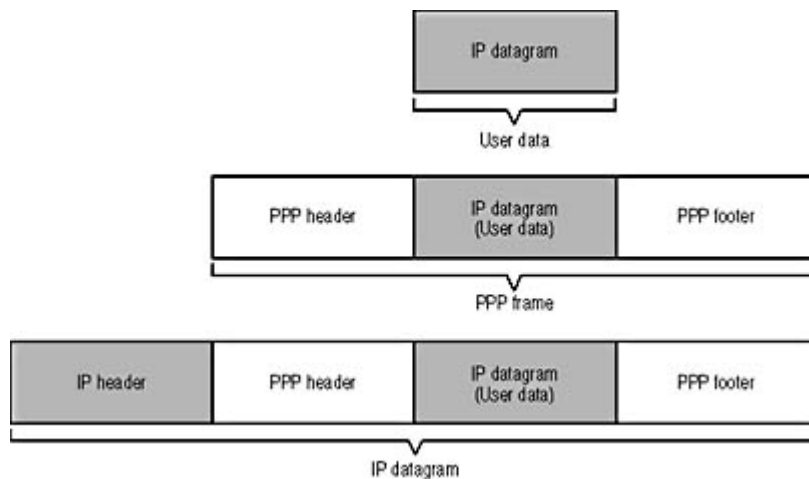 IP datagram
User data
PPP header
IP datagram
(User data)
PPP footer
PPP frame
IP header
PPP header
IP datagram
(User data)
PPP footer
IP datagram